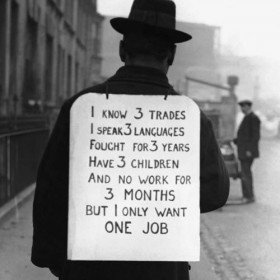 I KNOW 3 TRADES
I SPEAK 3 LANGUAGES
FOUGHT FOR 3 YEARS
HAVE 3 CHILDREN
AND NO WORK FOR
3 MONTHS
BUT I ONLY WANT
ONE JOB